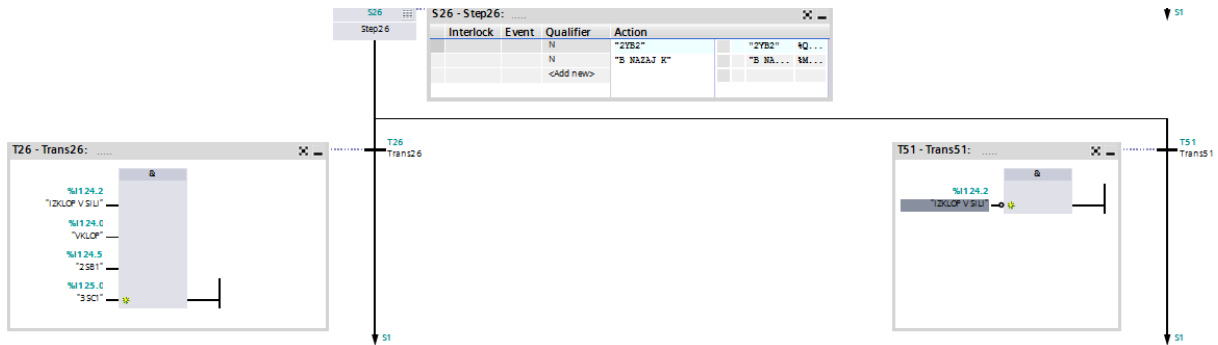 S26
Step26
S26 - Step26: .....
Interlock Event Qualifier Action
N "2YB2" "2YB2" %Q...
N "B NAZAJ K" "B NA... %M...
<Add new>
S1
T26 - Trans26: .....
T26
Trans26
&
%I124.2
"IZKLOP V SILI"
%I124.0
"VKLOP"
%I124.5
"2SB1"
%I125.0
"3SC1"
S1
T51 - Trans51: .....
T51
Trans51
&
%I124.2
"IZKLOP V SILI"
S1